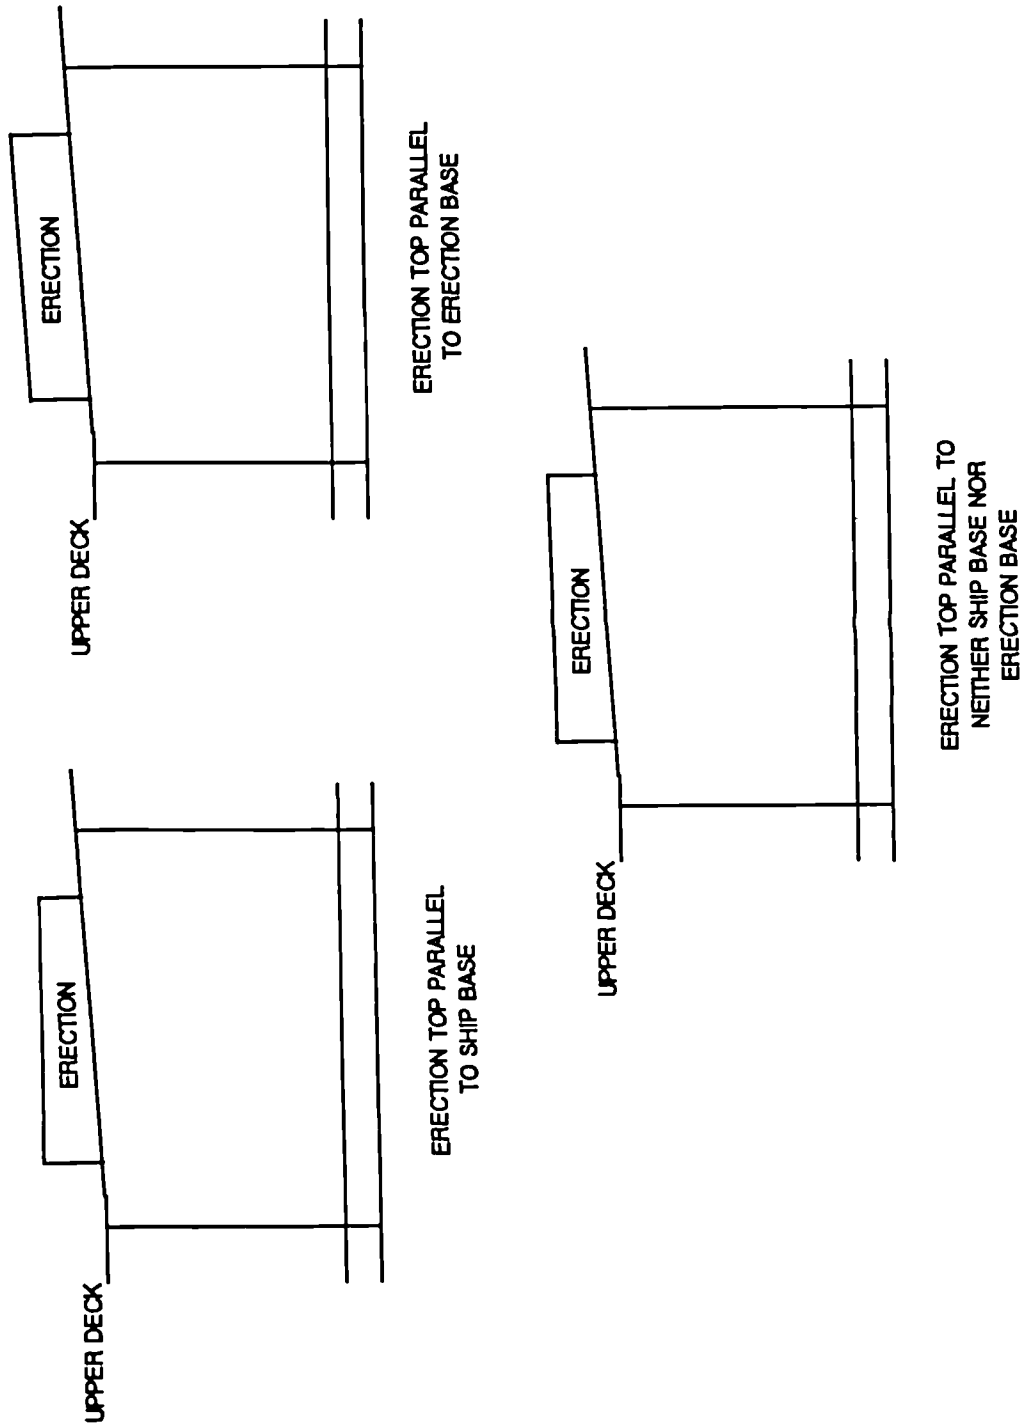 ERECTION
UPPER DECK
ERECTION TOP PARALLEL
TO SHIP BASE
ERECTION
UPPER DECK
ERECTION TOP PARALLEL
TO ERECTION BASE
ERECTION
UPPER DECK
ERECTION TOP PARALLEL TO
NEITHER SHIP BASE NOR
ERECTION BASE